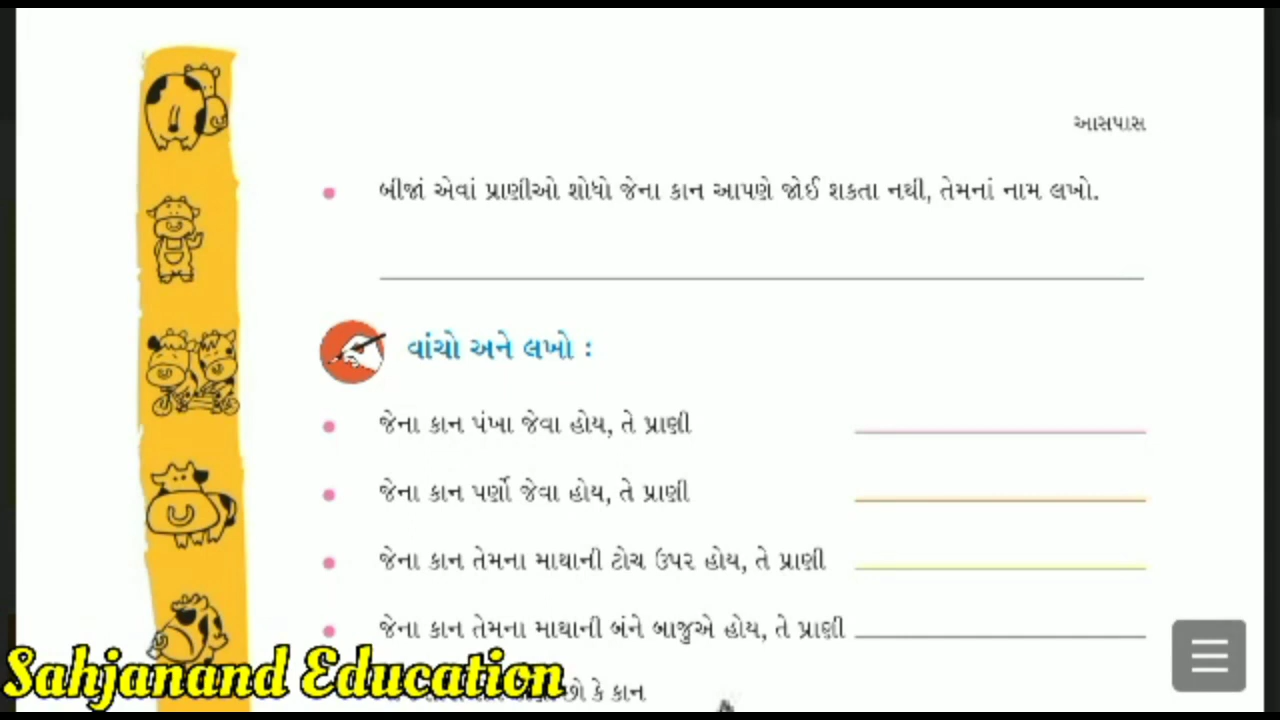 આસપાસ
બીજાં એવાં પ્રાણીઓ શોધો જેના કાન આપણે જોઈ શકતા નથી, તેમનાં નામ લખો.
વાંચો અને લખો :
જેના કાન પંખા જેવા હોય, તે પ્રાણી
જેના કાન પર્ણો જેવા હોય, તે પ્રાણી
જેના કાન તેમના માથાની ટોચ ઉપર હોય, તે પ્રાણી
જેના કાન તેમના માથાની બંને બાજુએ હોય, તે પ્રાણી
છો કે કાન
Sahjanand Education